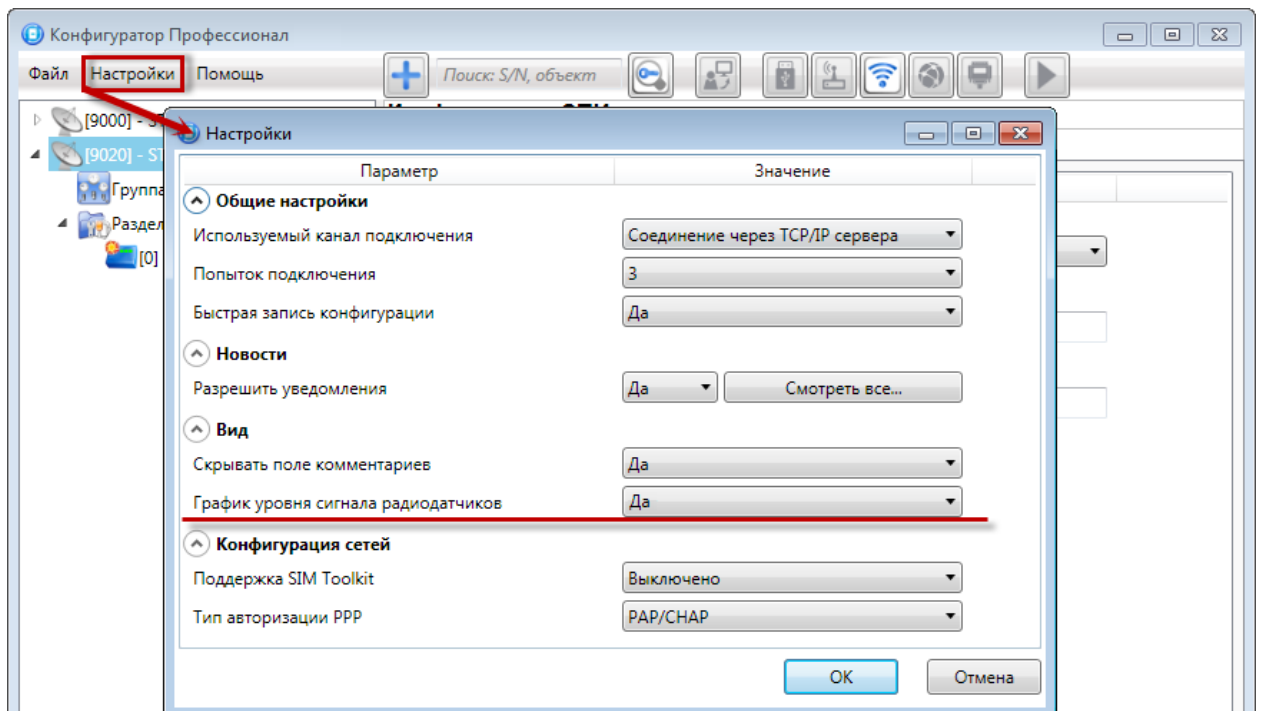 Конфигуратор Профессионал
Файл Настройки Помощь Поиск: S/N, объект
[9000] -
Настройки
[9020] - ST
Параметр Значение
Группа
Общие настройки
Раздел
Используемый канал подключения Соединение через TCP/IP сервера
[0]
Попыток подключения 3
Быстрая запись конфигурации Да
Новости
Разрешить уведомления Да Смотреть все...
Вид
Скрывать поле комментариев Да
График уровня сигнала радиодатчиков Да
Конфигурация сетей
Поддержка SIM Toolkit Выключено
Тип авторизации PPP PAP/CHAP
OK Отмена